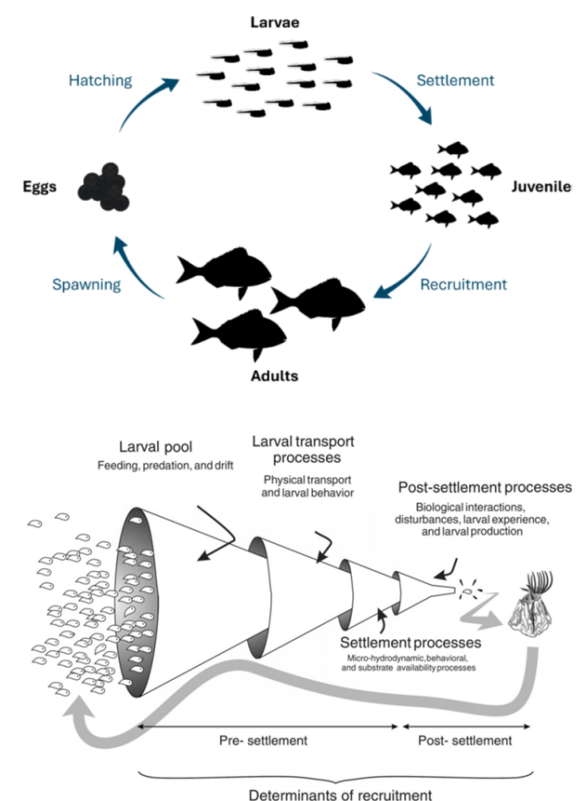 Larvae
Hatching
Settlement
Eggs
Juvenile
Spawning
Recruitment
Adults
Larval pool
Feeding, predation, and drift
Larval transport
processes
Physical transport
and larval behavior
Post-settlement processes
Biological interactions,
disturbances, larval experience,
and larval production
Settlement processes
Micro-hydrodynamic, behavioral,
and substrate availability processes
Pre- settlement
Post- settlement
Determinants of recruitment